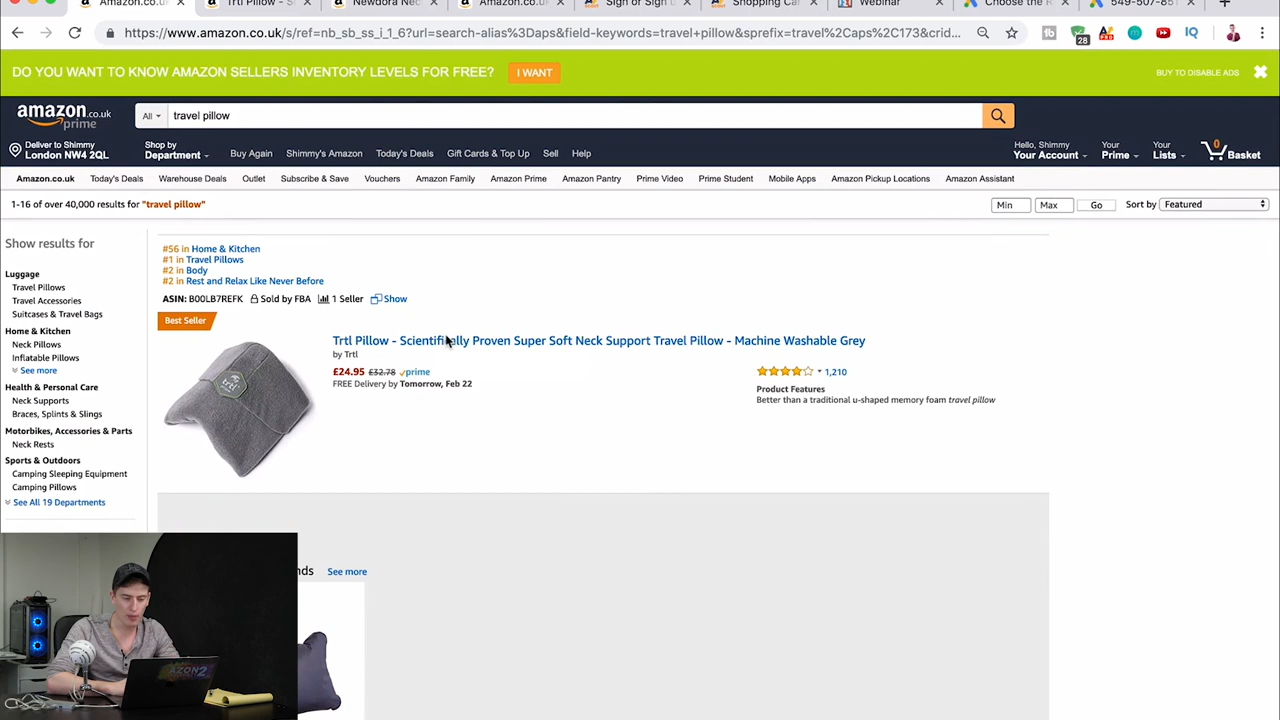 Amazon.co.u
Trtl Pillow - S
Newdora Nec
Amazon.co.uk
Sign or Sign u
Shopping Ca
Webinar
Choose the R
549-507-851
https://www.amazon.co.uk/s/ref=nb_sb_ss_i_1_6?url=search-alias%3Daps&field-keywords=travel+pillow&sprefix=travel%2Caps%2C173&crid...
28
PRO
IQ
DO YOU WANT TO KNOW AMAZON SELLERS INVENTORY LEVELS FOR FREE?
I WANT
BUY TO DISABLE ADS
amazon.co.uk
prime
All
travel pillow
Deliver to Shimmy
London NW4 2QL
Shop by
Department
Buy Again
Shimmy's Amazon
Today's Deals
Gift Cards & Top Up
Sell
Help
Hello, Shimmy
Your Account
Your
Prime
Your
Lists
0
Basket
Amazon.co.uk
Today's Deals
Warehouse Deals
Outlet
Subscribe & Save
Vouchers
Amazon Family
Amazon Prime
Amazon Pantry
Prime Video
Prime Student
Mobile Apps
Amazon Pickup Locations
Amazon Assistant
1-16 of over 40,000 results for "travel pillow"
Min
Max
Go
Sort by
Featured
Show results for
Luggage
Travel Pillows
Travel Accessories
Suitcases & Travel Bags
Home & Kitchen
Neck Pillows
Inflatable Pillows
See more
Health & Personal Care
Neck Supports
Braces, Splints & Slings
Motorbikes, Accessories & Parts
Neck Rests
Sports & Outdoors
Camping Sleeping Equipment
Camping Pillows
See All 19 Departments
#56 in Home & Kitchen
#1 in Travel Pillows
#2 in Body
#2 in Rest and Relax Like Never Before
ASIN: B00LB7REFK
Sold by FBA
1 Seller
Show
Best Seller
trtl
Trtl Pillow - Scientifically Proven Super Soft Neck Support Travel Pillow - Machine Washable Grey
by Trtl
£24.95 £32.78 prime
FREE Delivery by Tomorrow, Feb 22
1,210
Product Features
Better than a traditional u-shaped memory foam travel pillow
nds
See more
AZON2